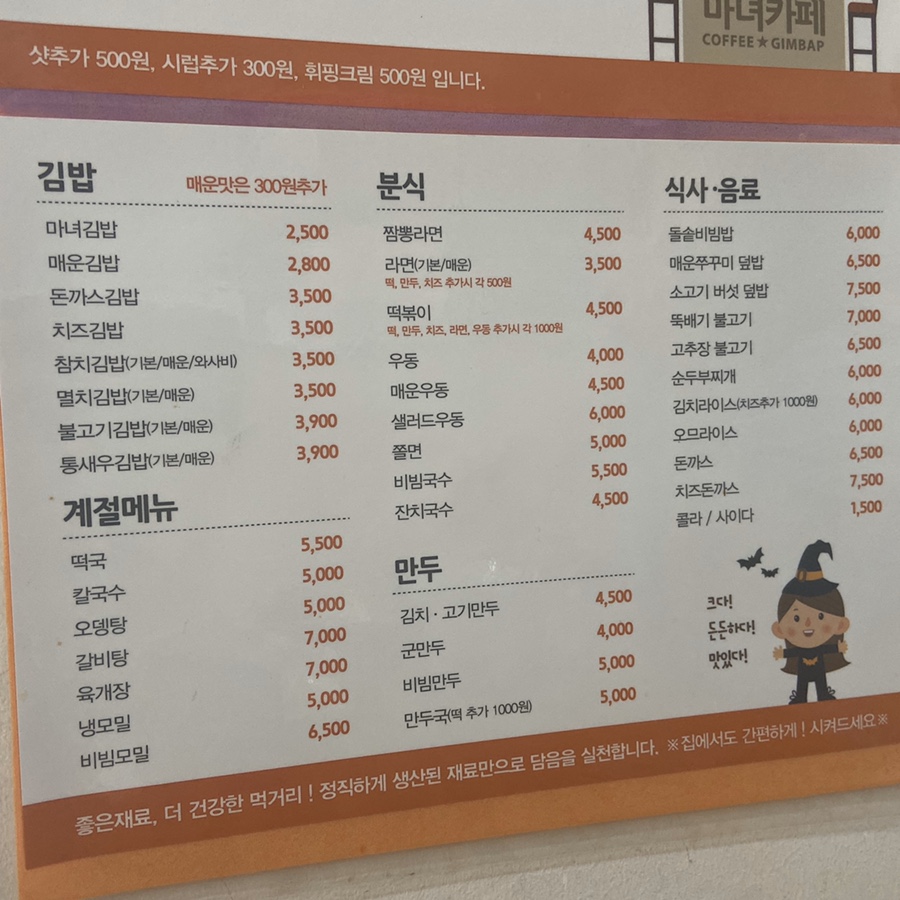 마녀카페
COFFEE★GIMBAP
샷추가 500원, 시럽추가 300원, 휘핑크림 500원 입니다.
김밥 매운맛은 300원추가
마녀김밥 2,500
매운김밥 2,800
돈까스김밥 3,500
치즈김밥 3,500
참치김밥(기본/매운/와사비) 3,500
멸치김밥(기본/매운) 3,500
불고기김밥(기본/매운) 3,900
통새우김밥(기본/매운) 3,900
계절메뉴
떡국 5,500
칼국수 5,000
오뎅탕 5,000
갈비탕 7,000
육개장 7,000
냉모밀 5,000
비빔모밀 6,500
분식
짬뽕라면 4,500
라면(기본/매운) 3,500
떡, 만두, 치즈 추가시 각 500원
떡볶이 4,500
떡, 만두, 치즈, 라면, 우동 추가시 각 1000원
우동 4,000
매운우동 4,500
샐러드우동 6,000
쫄면 5,000
비빔국수 5,500
잔치국수 4,500
만두
김치·고기만두 4,500
군만두 4,000
비빔만두 5,000
만두국(떡 추가 1000원) 5,000
식사·음료
돌솥비빔밥 6,000
매운쭈꾸미 덮밥 6,500
소고기 버섯 덮밥 7,500
뚝배기 불고기 7,000
고추장 불고기 6,500
순두부찌개 6,000
김치라이스(치즈추가 1000원) 6,000
오므라이스 6,000
돈까스 6,500
치즈돈까스 7,500
콜라 / 사이다 1,500
크다!
든든하다!
맛있다!
좋은재료, 더 건강한 먹거리! 정직하게 생산된 재료만으로 담음을 실천합니다. ※집에서도 간편하게! 시켜드세요※